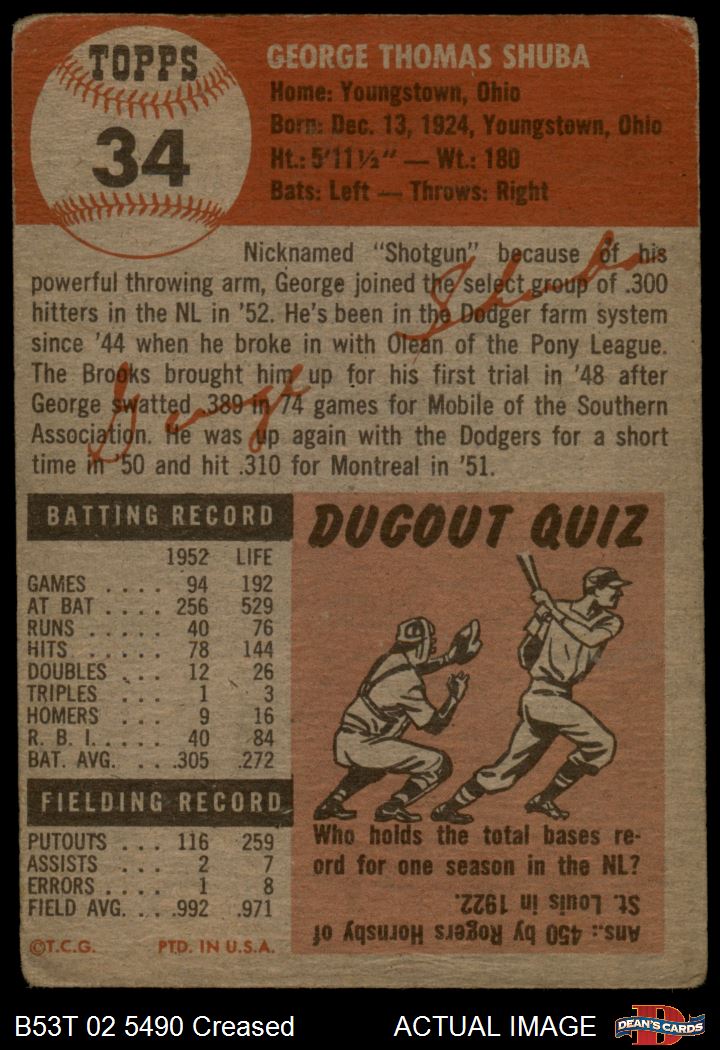 TOPPS
34
GEORGE THOMAS SHUBA
Home: Youngstown, Ohio
Born: Dec. 13, 1924, Youngstown, Ohio
Ht.: 5'11½" — Wt.: 180
Bats: Left — Throws: Right
Nicknamed "Shotgun" because of his
powerful throwing arm, George joined the select group of .300
hitters in the NL in '52. He's been in the Dodger farm system
since '44 when he broke in with Olean of the Pony League.
The Brooks brought him up for his first trial in '48 after
George swatted .389 in 74 games for Mobile of the Southern
Association. He was up again with the Dodgers for a short
time in '50 and hit .310 for Montreal in '51.
George Shuba
BATTING RECORD
1952 LIFE
GAMES . . . . 94 192
AT BAT . . . . 256 529
RUNS . . . . . 40 76
HITS . . . . . 78 144
DOUBLES . . . 12 26
TRIPLES . . . 1 3
HOMERS . . . 9 16
R. B. I. . . . . 40 84
BAT. AVG. . . .305 .272
FIELDING RECORD
PUTOUTS . . . 116 259
ASSISTS . . . 2 7
ERRORS . . . . 1 8
FIELD AVG. . . .992 .971
©T.C.G. PTD. IN U.S.A.
DUGOUT QUIZ
Who holds the total bases re-
ord for one season in the NL?
Ans.: 450 by Rogers Hornsby of
St. Louis in 1922.
B53T 02 5490 Creased
ACTUAL IMAGE
DEAN'S CARDS